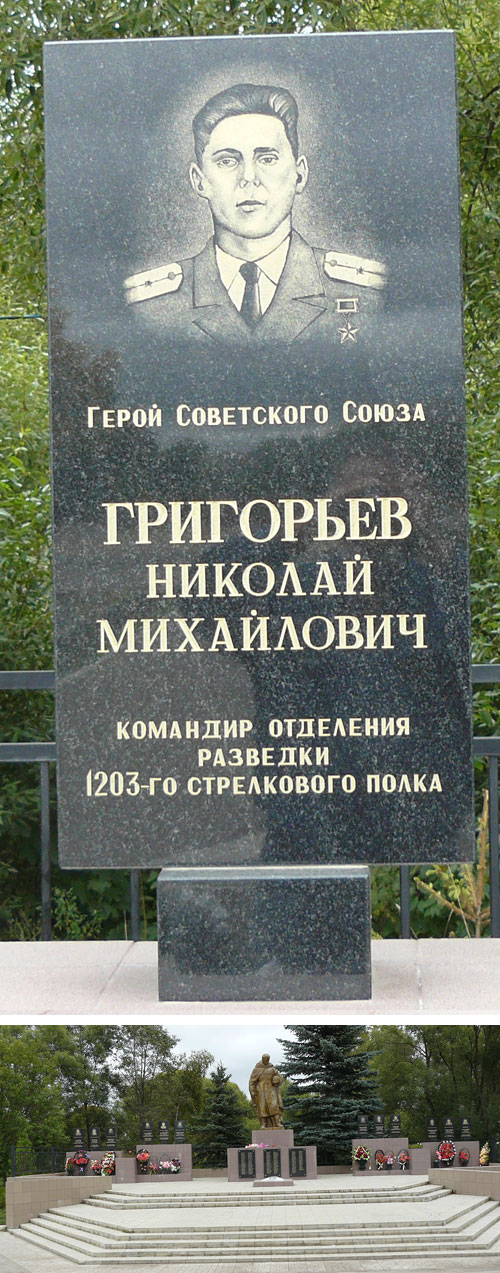 Герой Советского Союза
ГРИГОРЬЕВ
НИКОЛАЙ
МИХАЙЛОВИЧ
КОМАНДИР ОТДЕЛЕНИЯ
РАЗВЕДКИ
1203-ГО СТРЕЛКОВОГО ПОЛКА